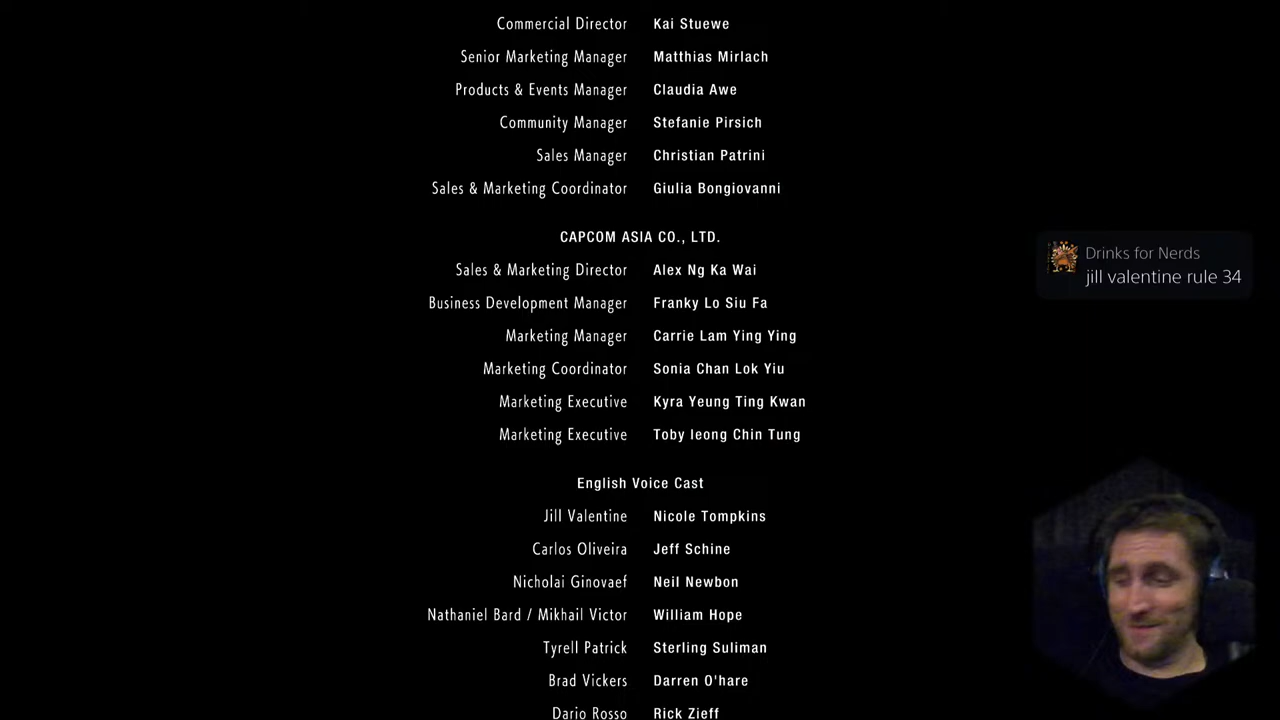 Commercial Director Kai Stuewe
Senior Marketing Manager Matthias Mirlach
Products & Events Manager Claudia Awe
Community Manager Stefanie Pirsich
Sales Manager Christian Patrini
Sales & Marketing Coordinator Giulia Bongiovanni
CAPCOM ASIA CO., LTD.
Sales & Marketing Director Alex Ng Ka Wai
Business Development Manager Franky Lo Siu Fa
Marketing Manager Carrie Lam Ying Ying
Marketing Coordinator Sonia Chan Lok Yiu
Marketing Executive Kyra Yeung Ting Kwan
Marketing Executive Toby Ieong Chin Tung
English Voice Cast
Jill Valentine Nicole Tompkins
Carlos Oliveira Jeff Schine
Nicholai Ginovaef Neil Newbon
Nathaniel Bard / Mikhail Victor William Hope
Tyrell Patrick Sterling Suliman
Brad Vickers Darren O'hare
Dario Rosso Rick Zieff
Drinks for Nerds
jill valentine rule 34